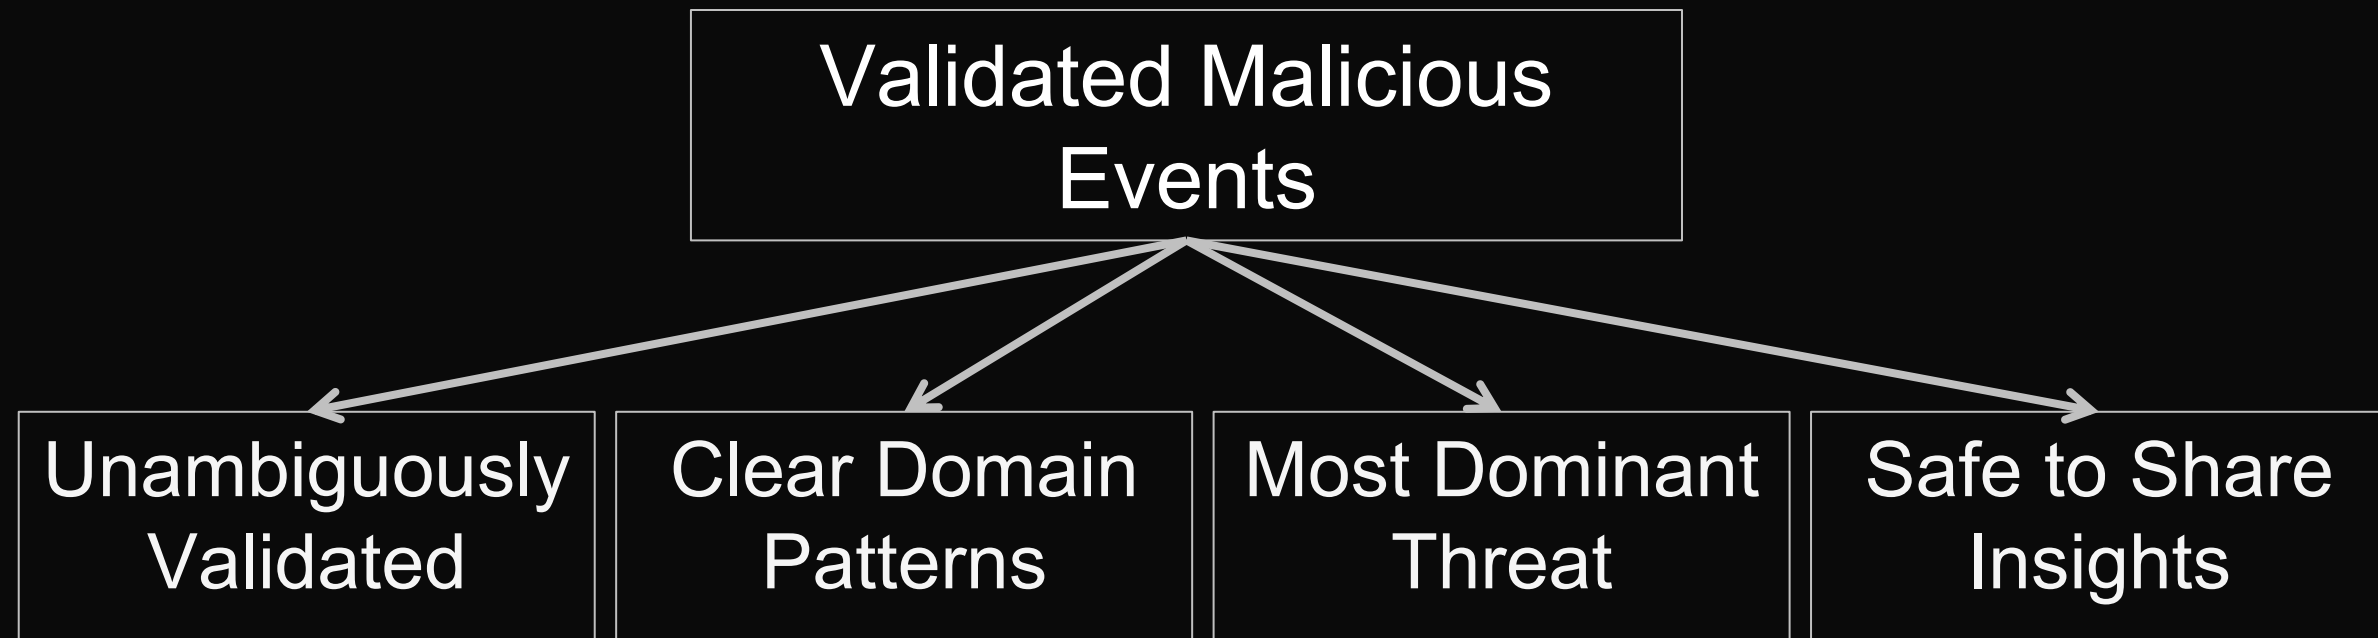 Validated Malicious
Events
Unambiguously
Validated
Clear Domain
Patterns
Most Dominant
Threat
Safe to Share
Insights